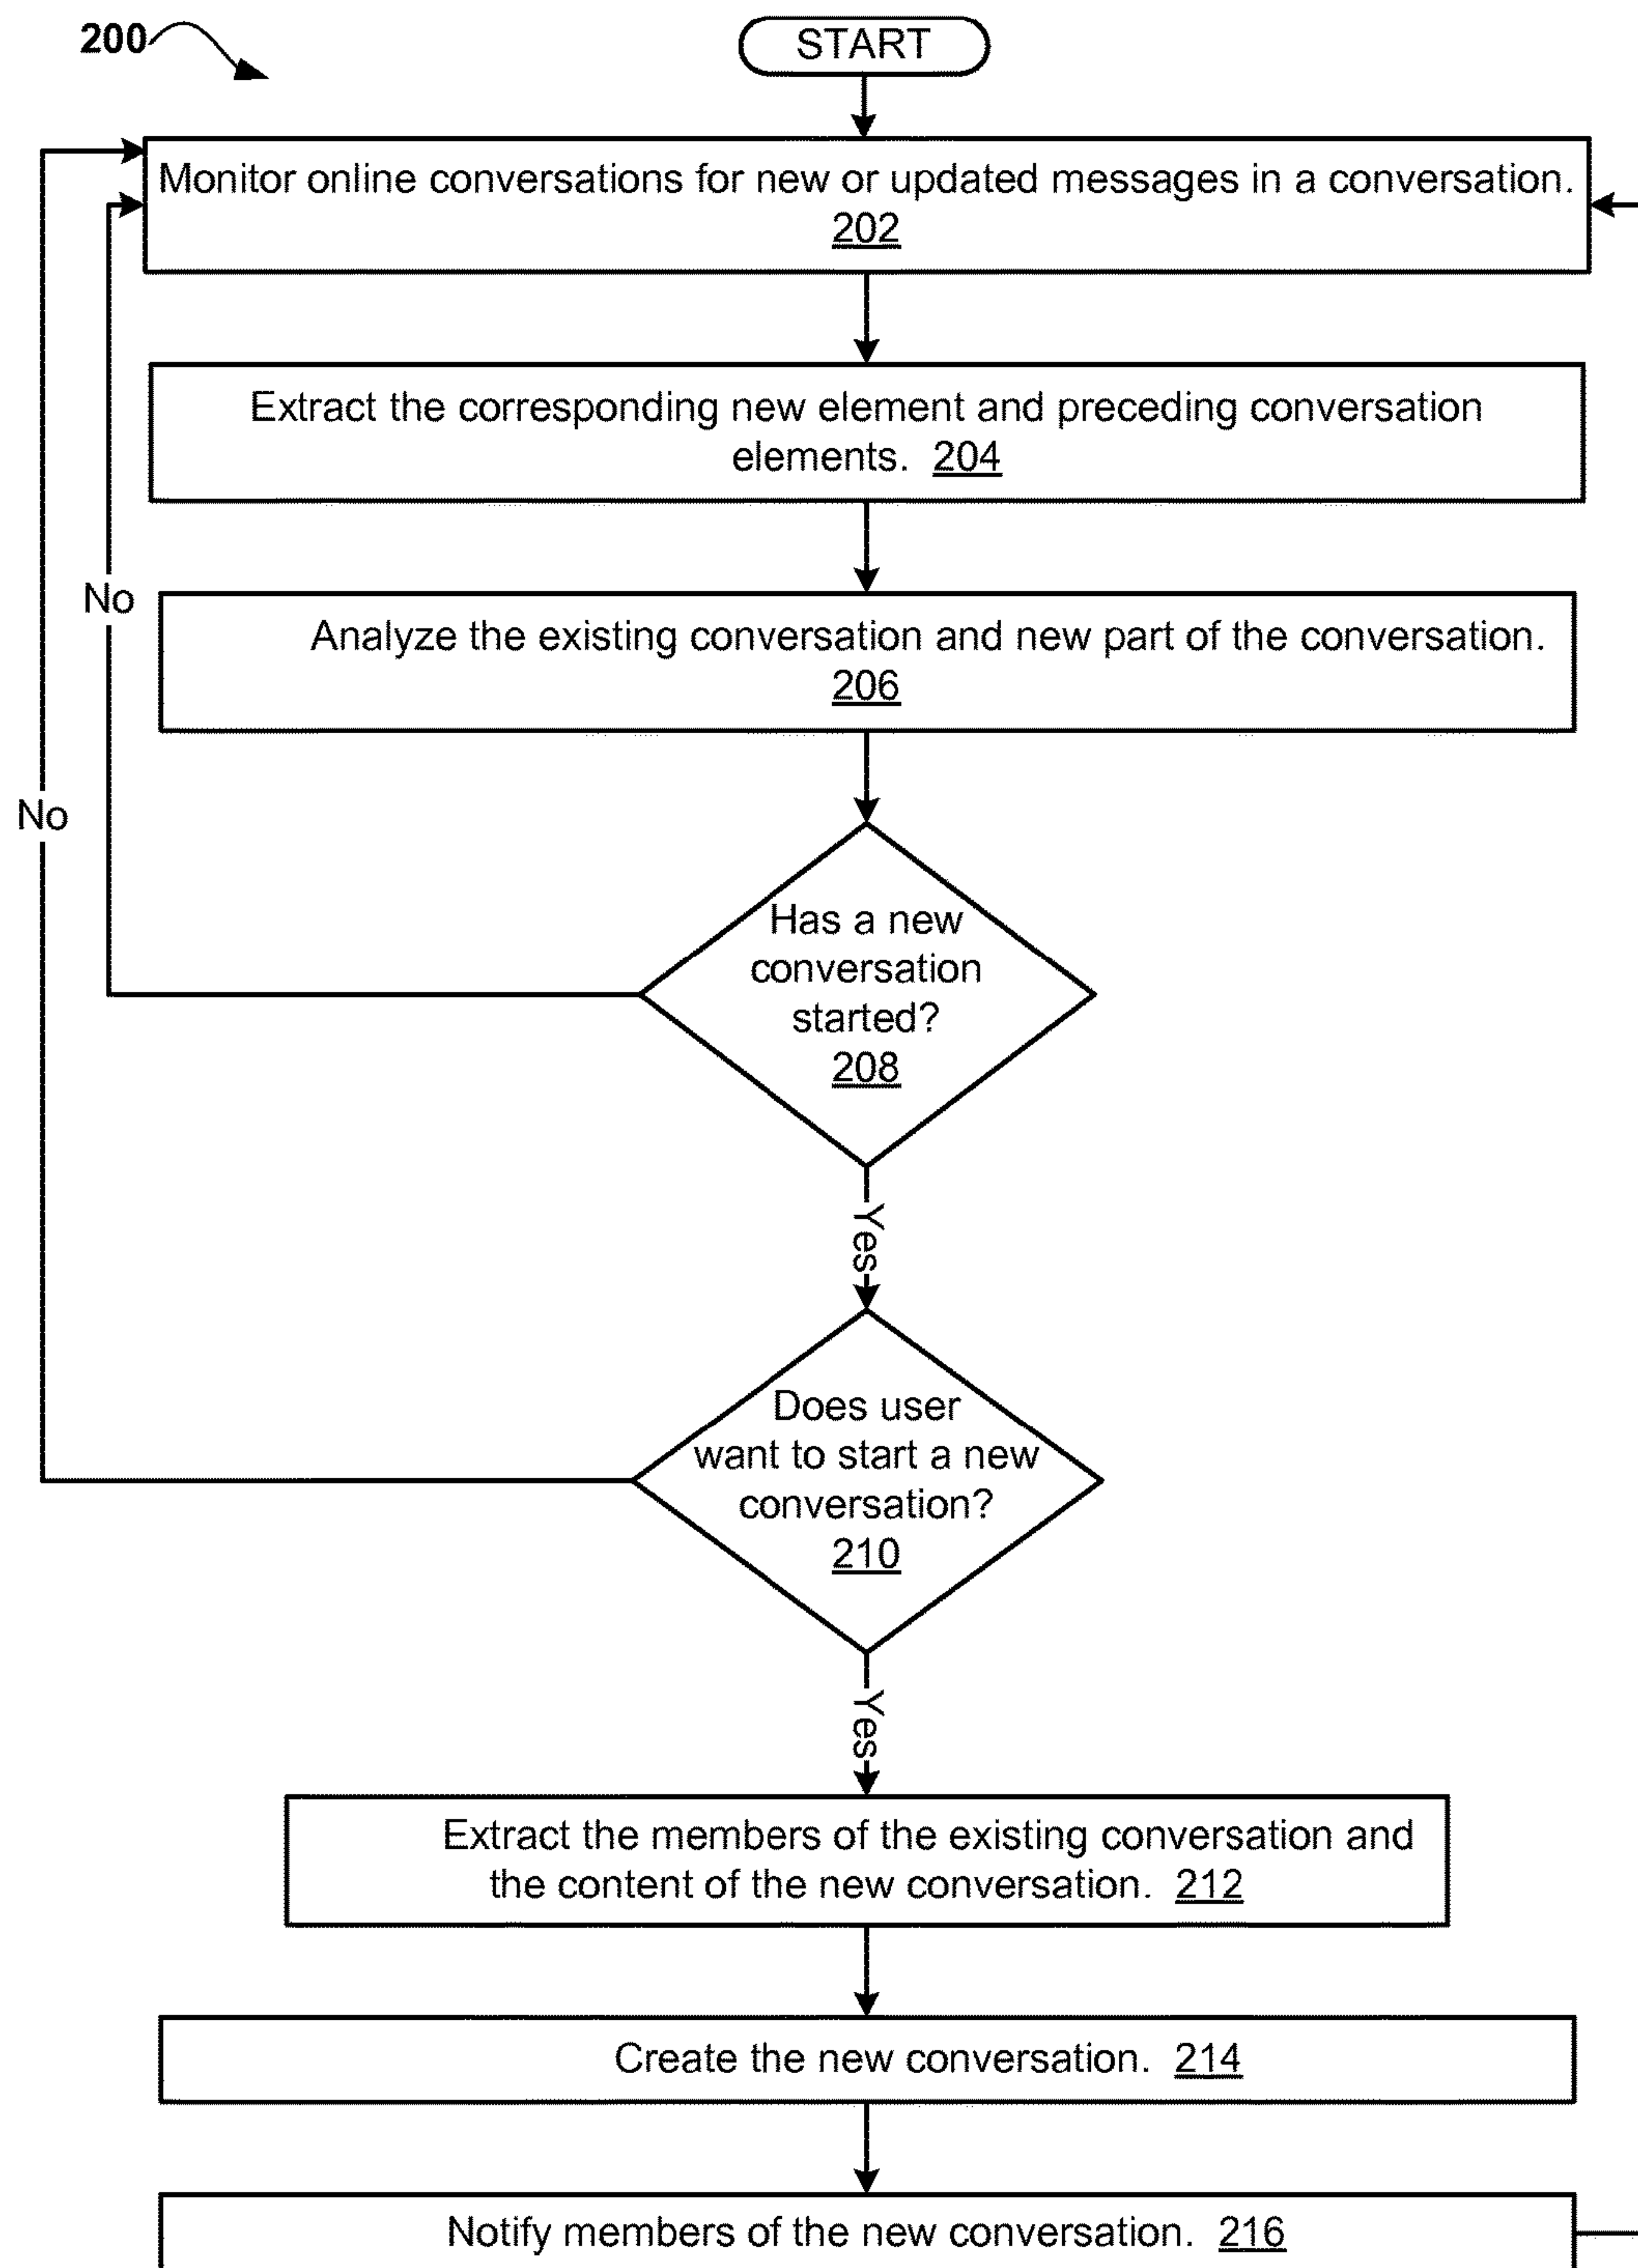 200
START
Monitor online conversations for new or updated messages in a conversation.
202
Extract the corresponding new element and preceding conversation
elements. 204
No
Analyze the existing conversation and new part of the conversation.
206
No
Has a new
conversation
started?
208
Yes
Does user
want to start a new
conversation?
210
Yes
Extract the members of the existing conversation and
the content of the new conversation. 212
Create the new conversation. 214
Notify members of the new conversation. 216